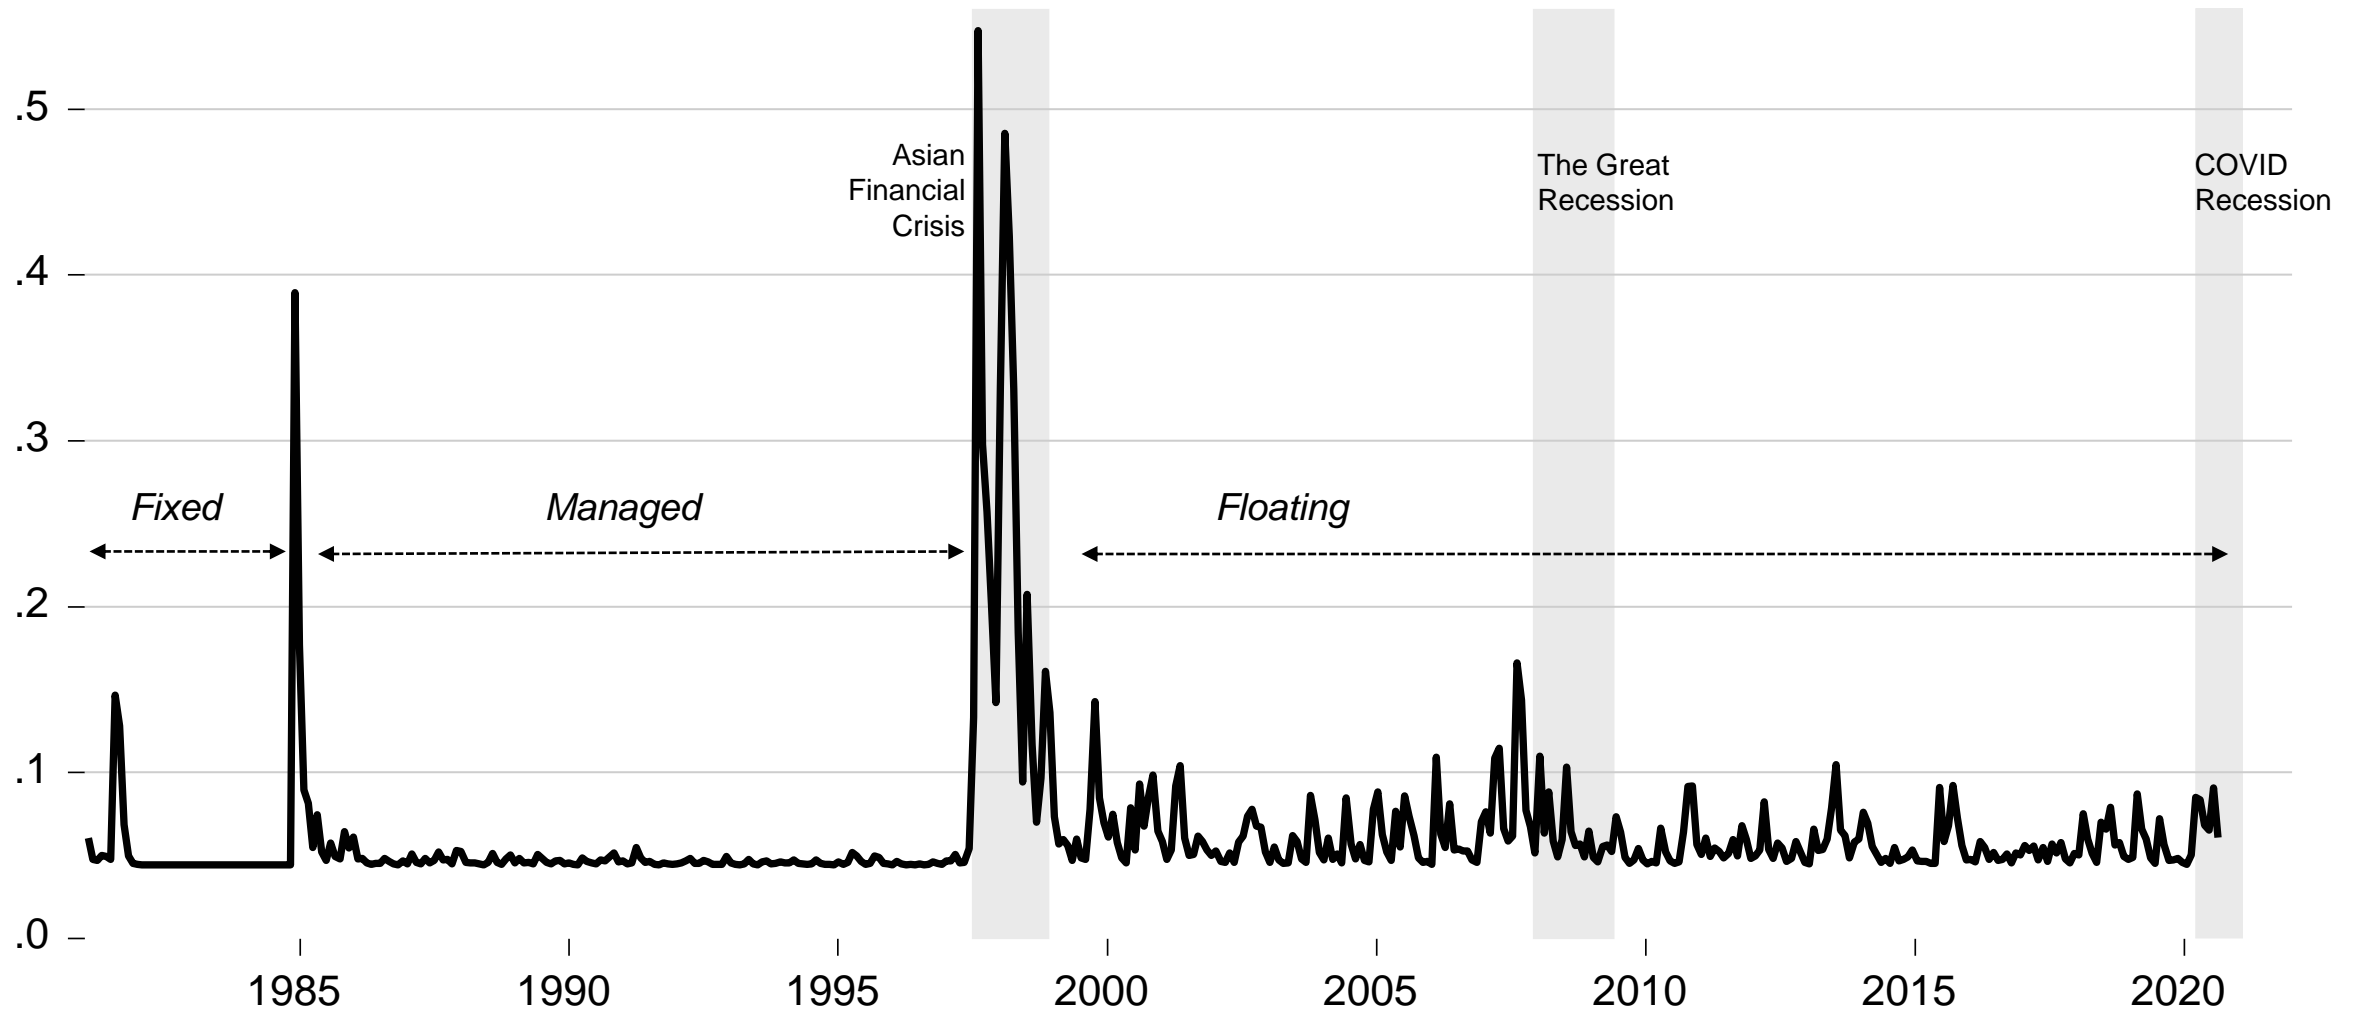 .5
Asian
Financial
Crisis
The Great
Recession
COVID
Recession
.4
.3
Fixed
Managed
Floating
.2
.1
.0
1985
1990
1995
2000
2005
2010
2015
2020